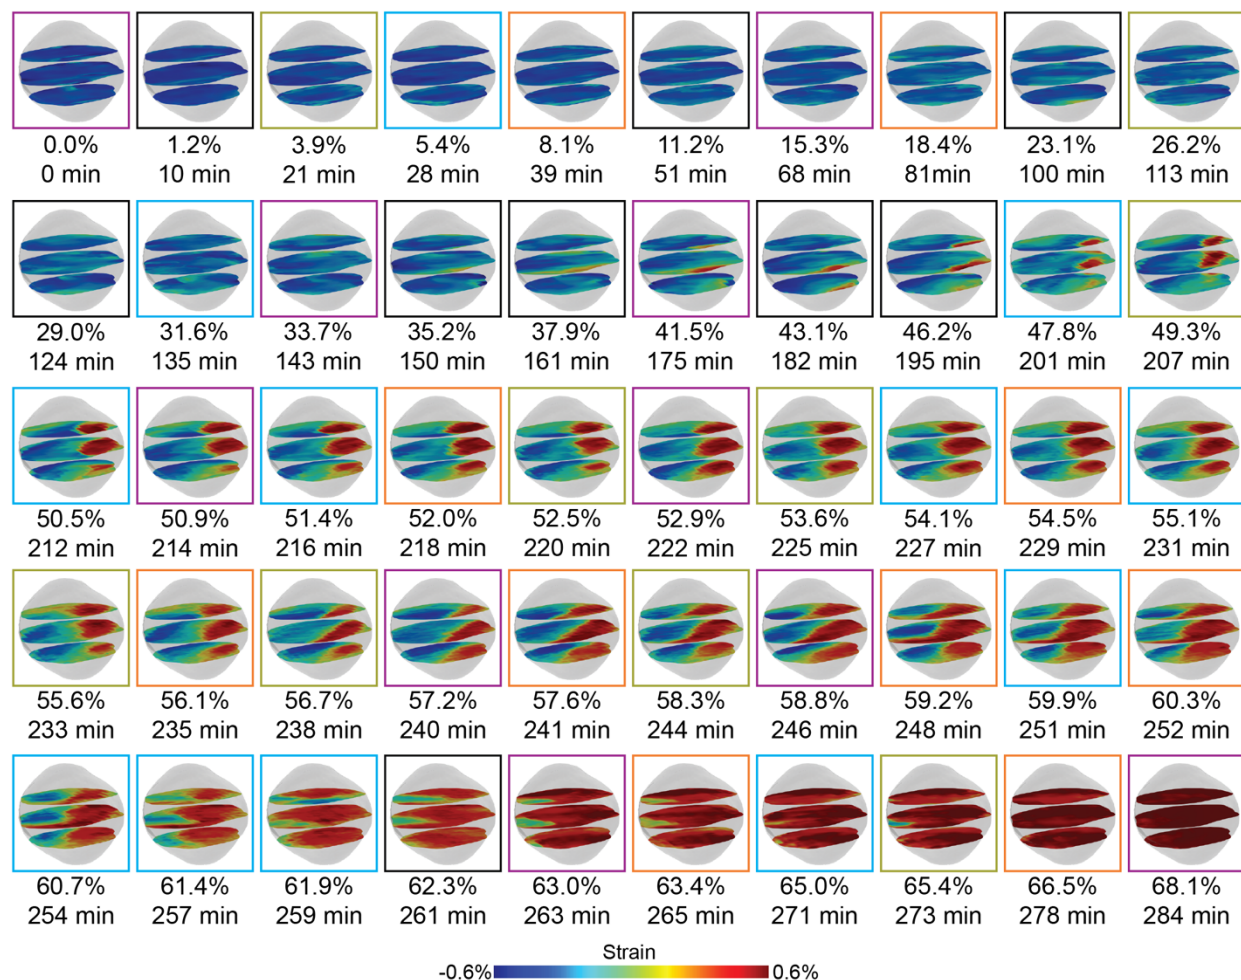 0.0% 1.2% 3.9% 5.4% 8.1% 11.2% 15.3% 18.4% 23.1% 26.2%
0 min 10 min 21 min 28 min 39 min 51 min 68 min 81min 100 min 113 min
29.0% 31.6% 33.7% 35.2% 37.9% 41.5% 43.1% 46.2% 47.8% 49.3%
124 min 135 min 143 min 150 min 161 min 175 min 182 min 195 min 201 min 207 min
50.5% 50.9% 51.4% 52.0% 52.5% 52.9% 53.6% 54.1% 54.5% 55.1%
212 min 214 min 216 min 218 min 220 min 222 min 225 min 227 min 229 min 231 min
55.6% 56.1% 56.7% 57.2% 57.6% 58.3% 58.8% 59.2% 59.9% 60.3%
233 min 235 min 238 min 240 min 241 min 244 min 246 min 248 min 251 min 252 min
60.7% 61.4% 61.9% 62.3% 63.0% 63.4% 65.0% 65.4% 66.5% 68.1%
254 min 257 min 259 min 261 min 263 min 265 min 271 min 273 min 278 min 284 min
Strain
-0.6% 0.6%